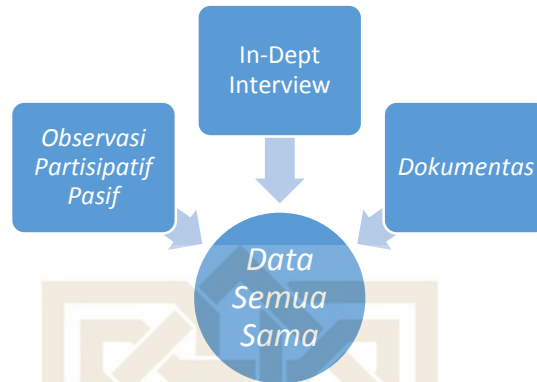 In-Dept
Interview
Observasi
Partisipatif
Pasif
Dokumentas
Data
Semua
Sama